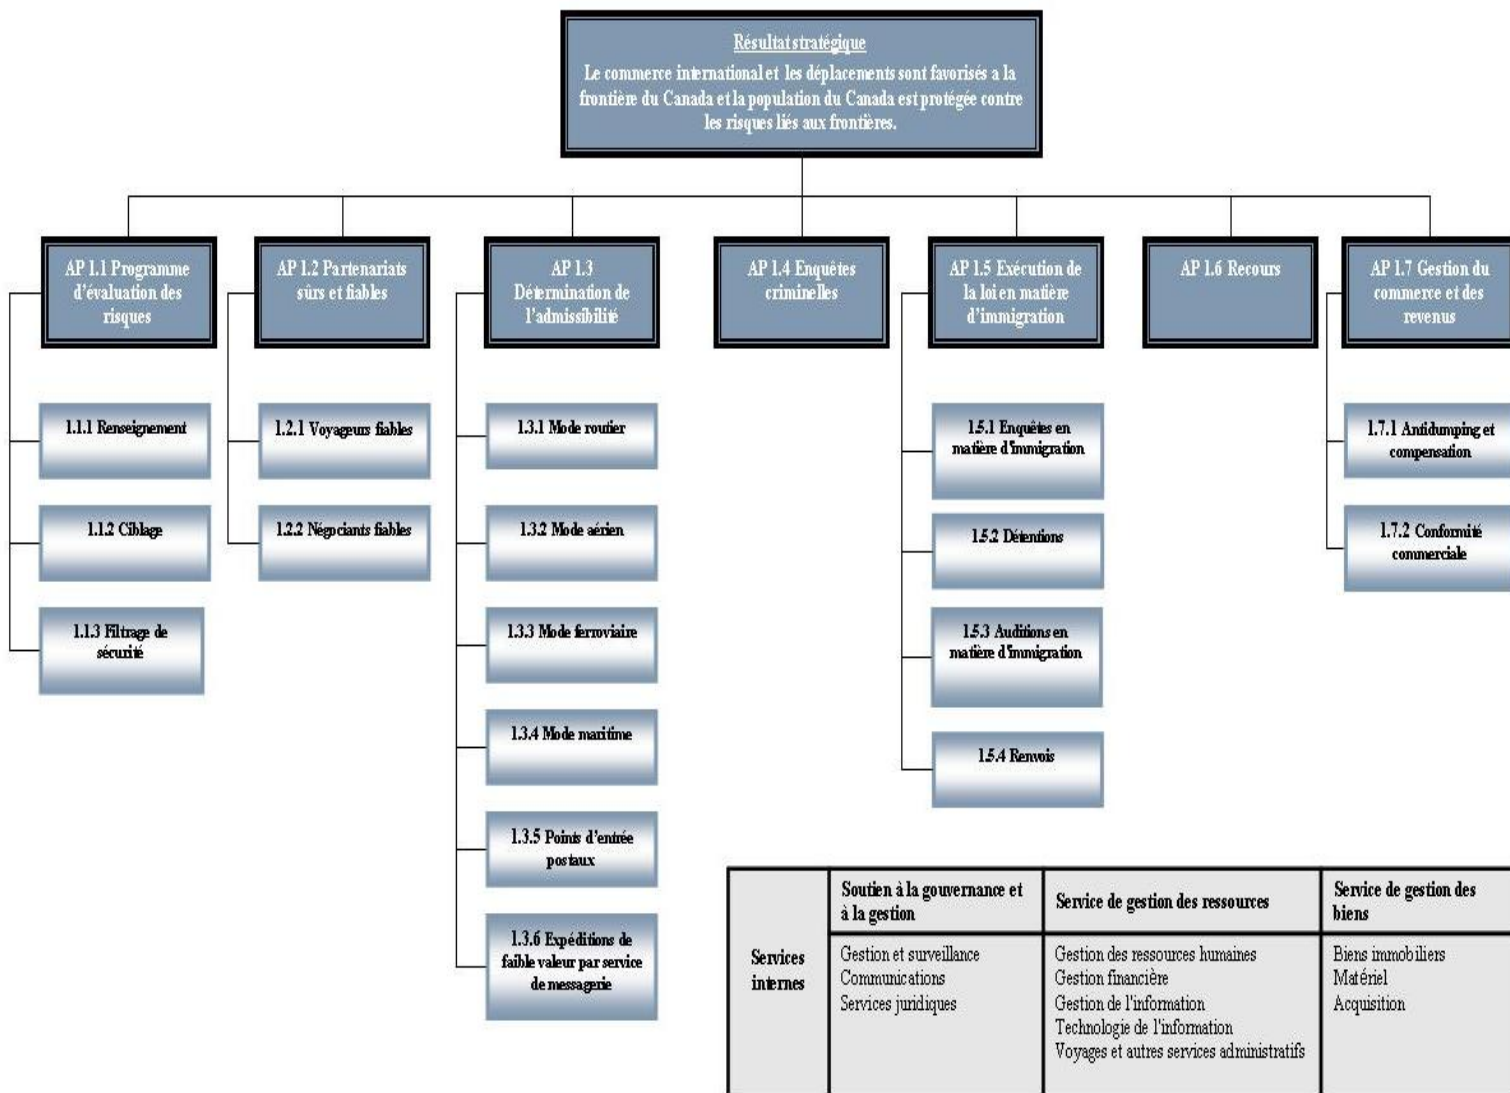 Résultat stratégique
Le commerce international et les déplacements sont favorisés a la
frontière du Canada et la population du Canada est protégée contre
les risques liés aux frontières.
AP 1.1 Programme
d'évaluation des
risques
AP 1.2 Partenariats
sûrs et fiables
AP 1.3
Détermination de
l'admissibilité
AP 1.4 Enquêtes
criminelles
AP 1.5 Exécution de
la loi en matière
d'immigration
AP 1.6 Recours
AP 1.7 Gestion du
commerce et des
revenus
1.1.1 Renseignement
1.1.2 Ciblage
1.1.3 Filtrage de
sécurité
1.2.1 Voyageurs fiables
1.2.2 Négociants fiables
1.3.1 Mode routier
1.3.2 Mode aérien
1.3.3 Mode ferroviaire
1.3.4 Mode maritime
1.3.5 Points d'entrée
postaux
1.3.6 Expéditions de
faible valeur par service
de messagerie
1.5.1 Enquêtes en
matière d'immigration
1.5.2 Détentions
1.5.3 Auditions en
matière d'immigration
1.5.4 Renvois
1.7.1 Antidumping et
compensation
1.7.2 Conformité
commerciale
Services
internes
Soutien à la gouvernance et
à la gestion
Gestion et surveillance
Communications
Services juridiques
Service de gestion des ressources
Gestion des ressources humaines
Gestion financière
Gestion de l'information
Technologie de l'information
Voyages et autres services administratifs
Service de gestion des
biens
Biens immobiliers
Matériel
Acquisition